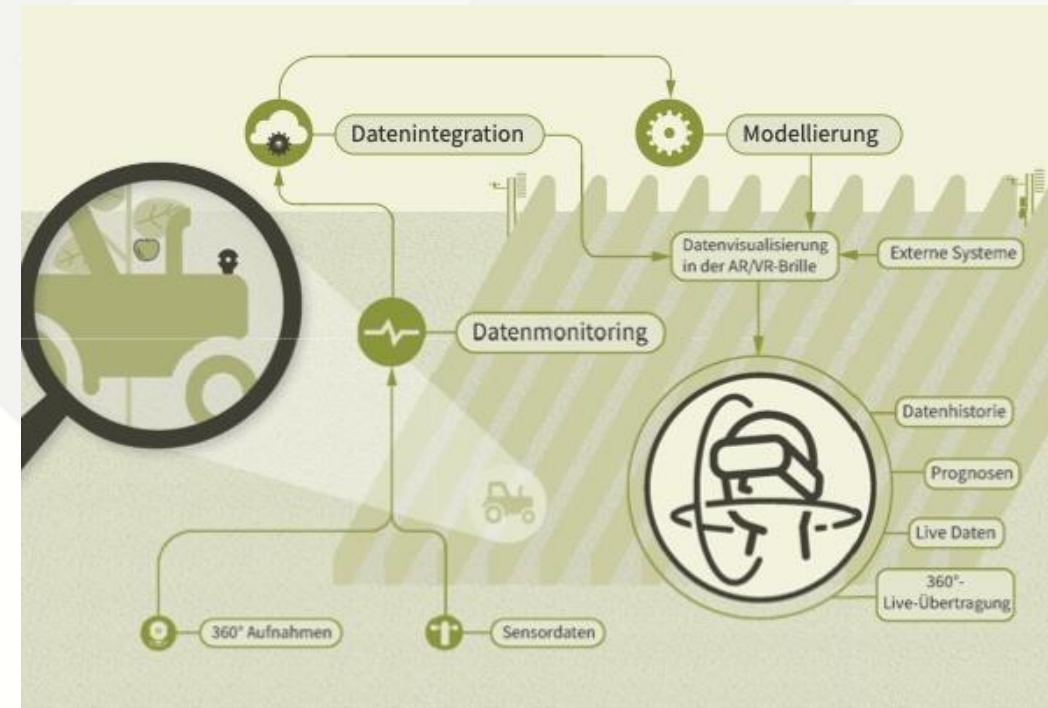 Datenintegration
Modellierung
Datenvisualisierung
in der AR/VR-Brille
Externe Systeme
Datenmonitoring
Datenhistorie
Prognosen
Live Daten
360°-
Live-Übertragung
360° Aufnahmen
Sensordaten